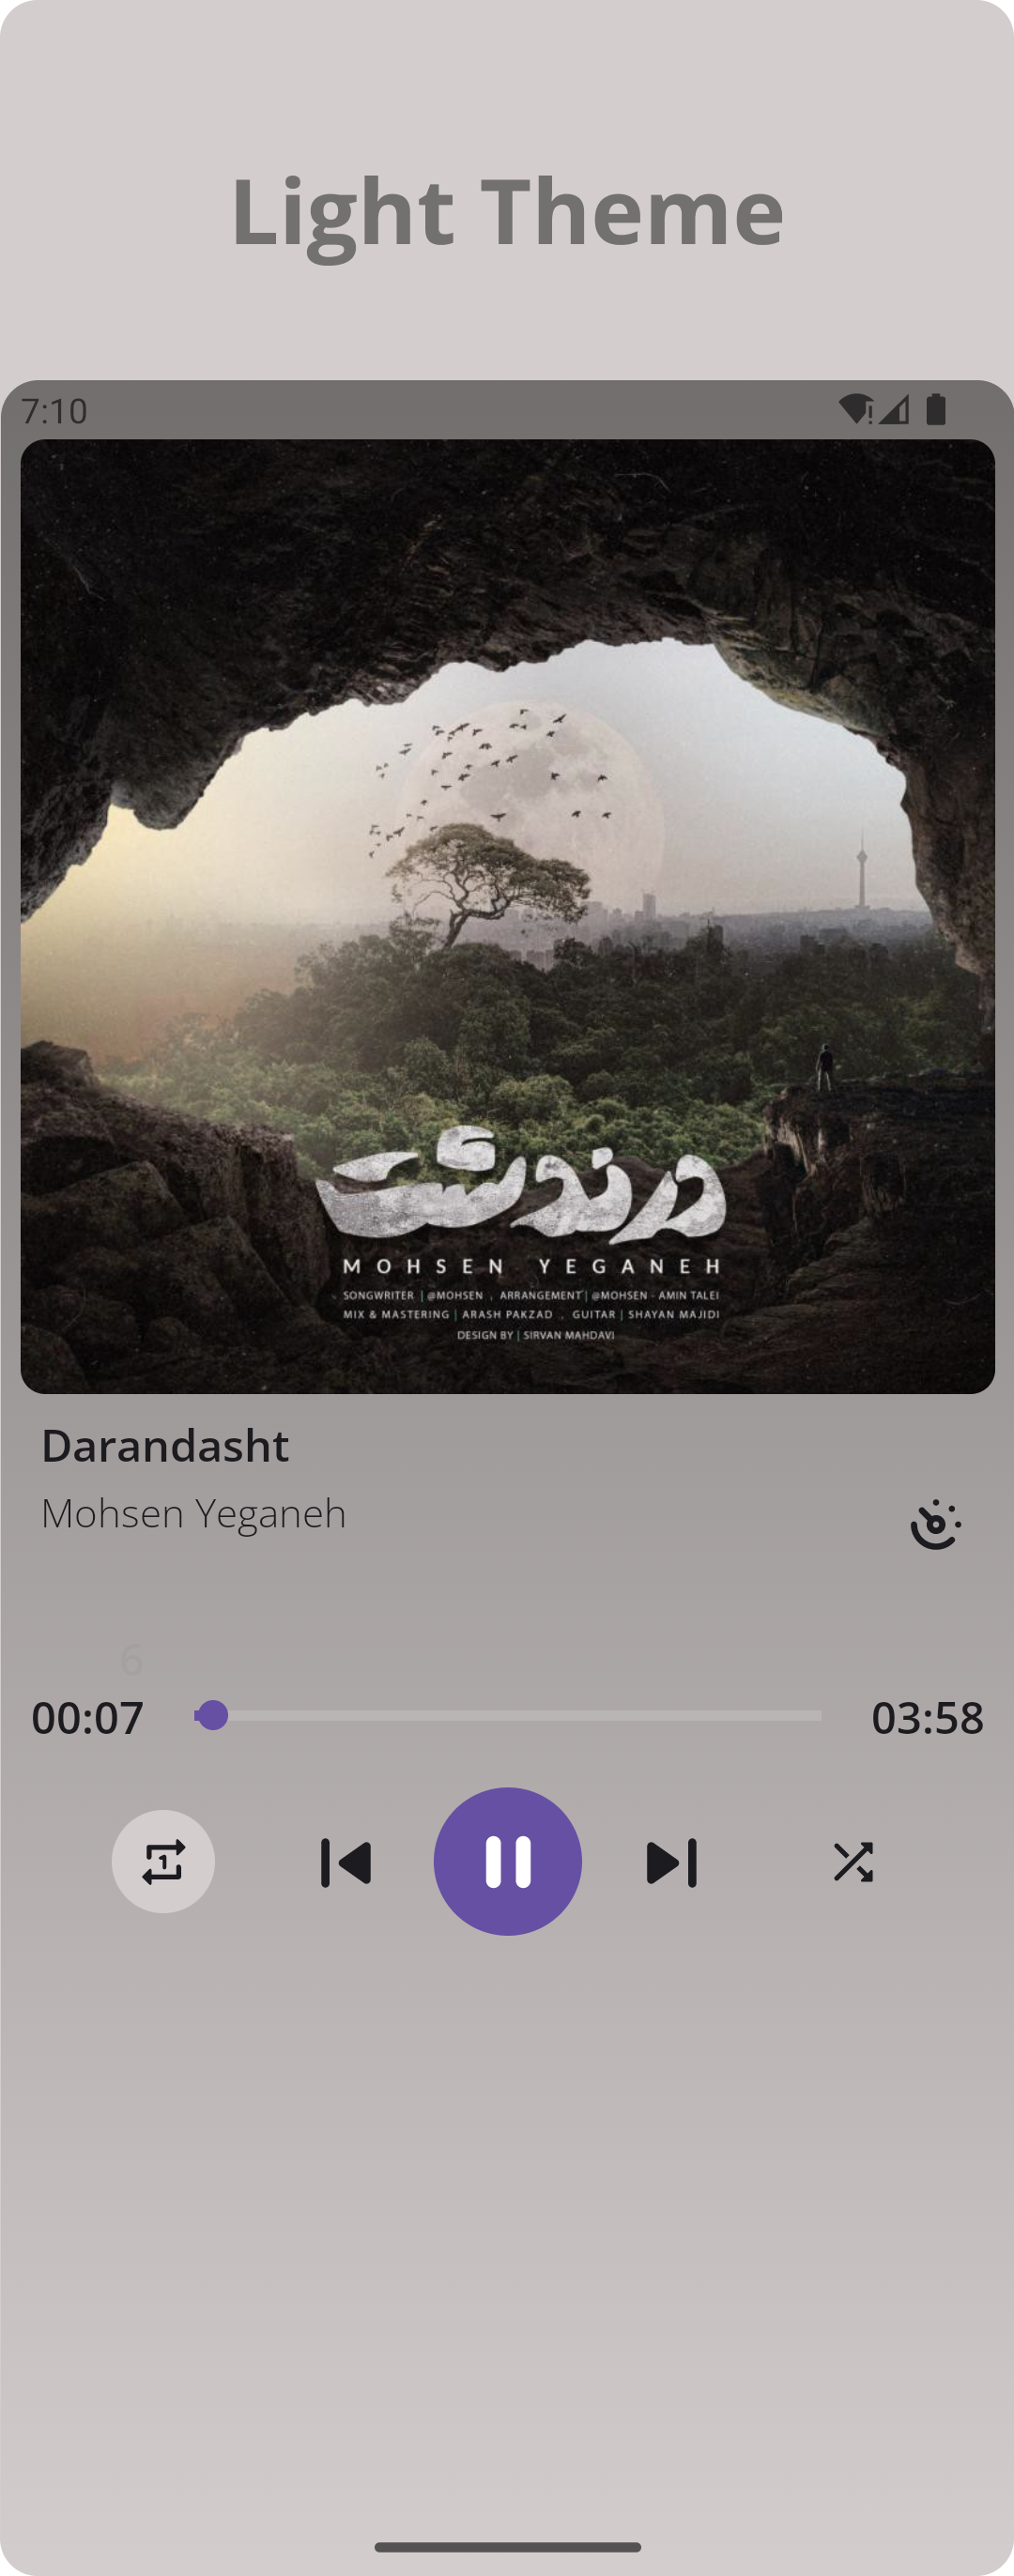 Light Theme
7:10
درندشت
MOHSEN YEGANEH
SONGWRITER | @MOHSEN , ARRANGEMENT | @MOHSEN - AMIN TALEI
MIX & MASTERING | ARASH PAKZAD , GUITAR | SHAYAN MAJIDI
DESIGN BY | SIRVAN MAHDAVI
Darandasht
Mohsen Yeganeh
6
00:07 03:58
1